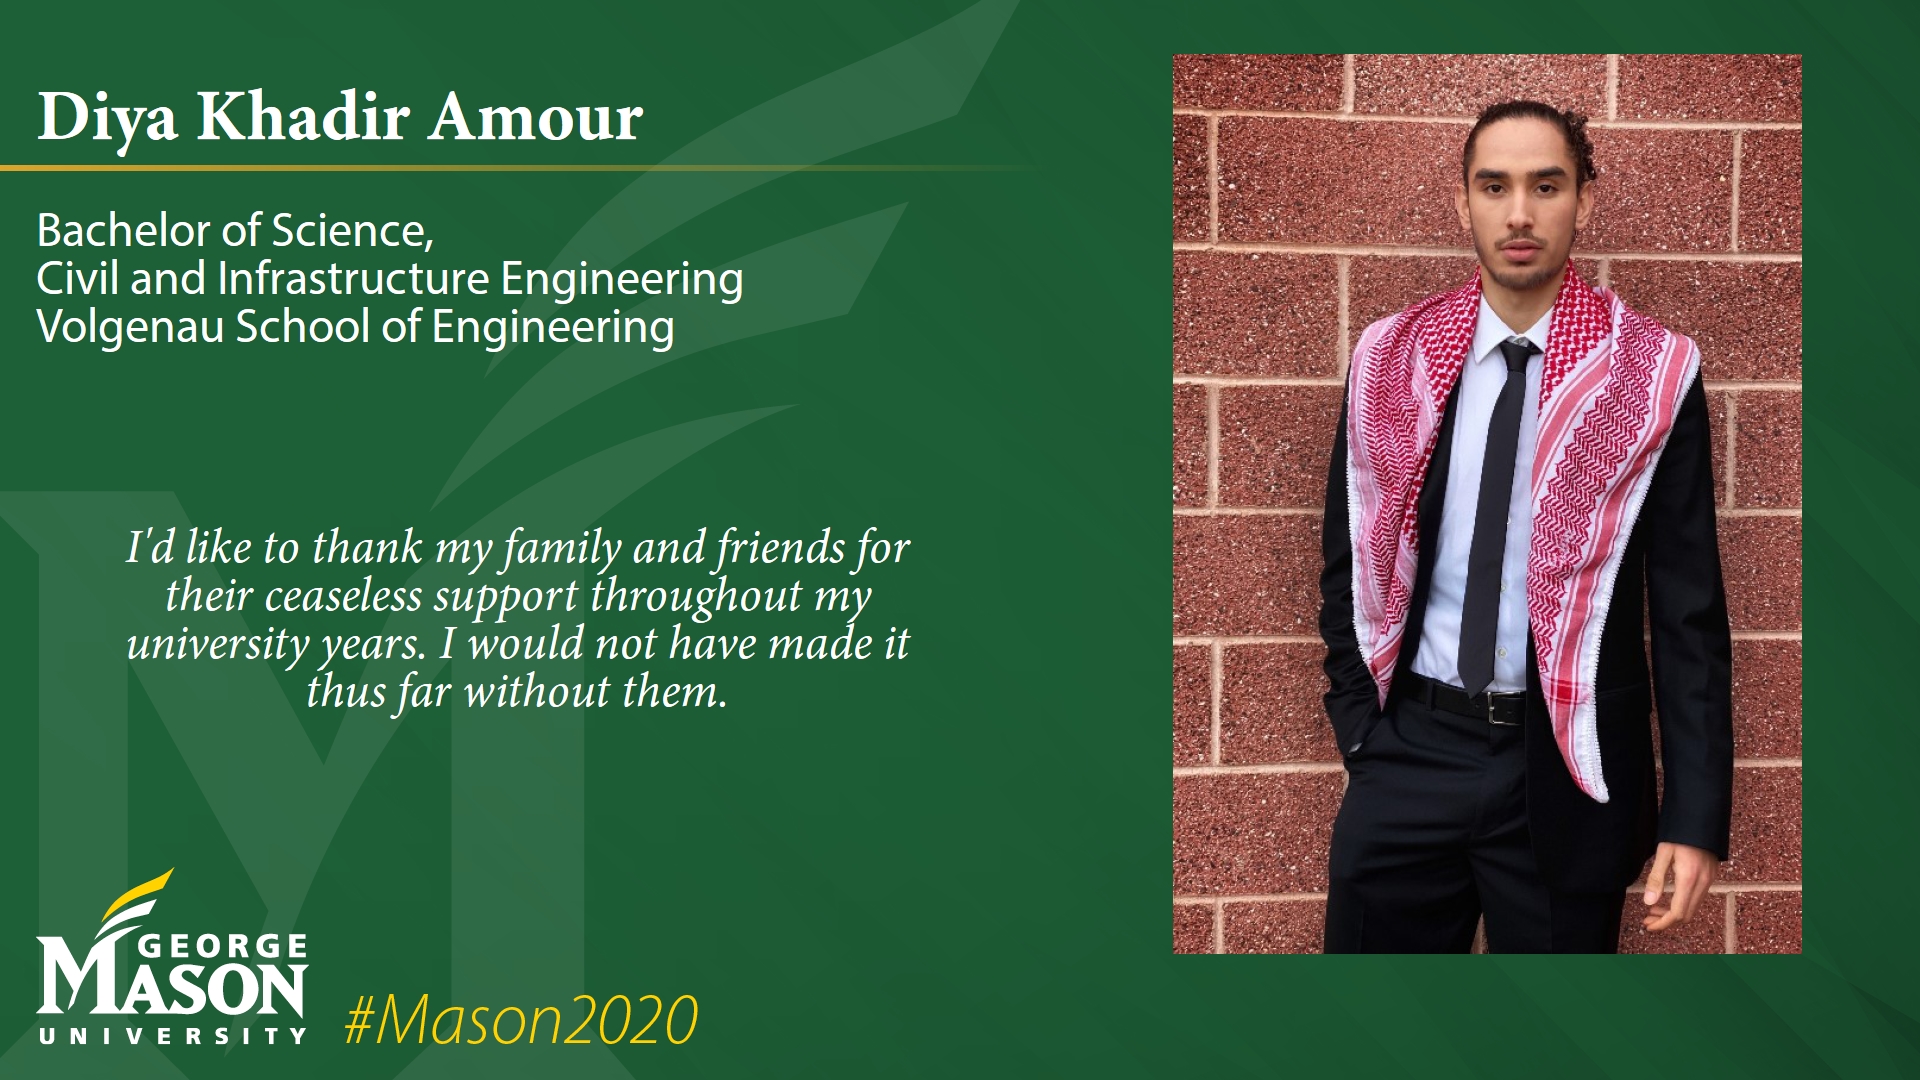 Diya Khadir Amour
Bachelor of Science,
Civil and Infrastructure Engineering
Volgenau School of Engineering
I'd like to thank my family and friends for
their ceaseless support throughout my
university years. I would not have made it
thus far without them.
GEORGE
MASON
UNIVERSITY
#Mason2020